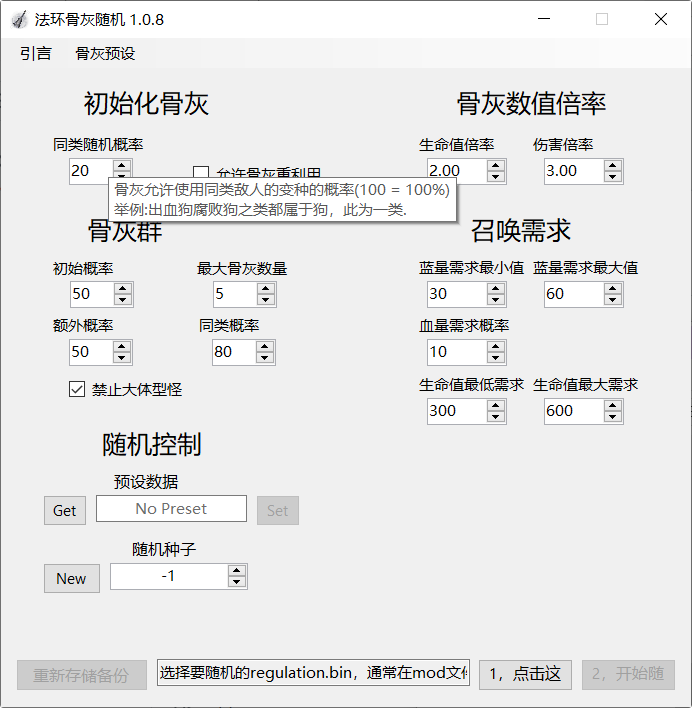 法环骨灰随机 1.0.8
引言 骨灰预设
初始化骨灰 骨灰数值倍率
同类随机概率 生命值倍率 伤害倍率
20 允许骨灰重利用 2.00 3.00
骨灰允许使用同类敌人的变种的概率(100 = 100%)
举例:出血狗腐败狗之类都属于狗，此为一类.
骨灰群 召唤需求
初始概率 最大骨灰数量 蓝量需求最小值 蓝量需求最大值
50 5 30 60
额外概率 同类概率 血量需求概率
50 80 10
禁止大体型怪 生命值最低需求 生命值最大需求
300 600
随机控制
预设数据
Get No Preset Set
随机种子
New -1
重新存储备份 选择要随机的regulation.bin，通常在mod文件 1，点击这 2，开始随